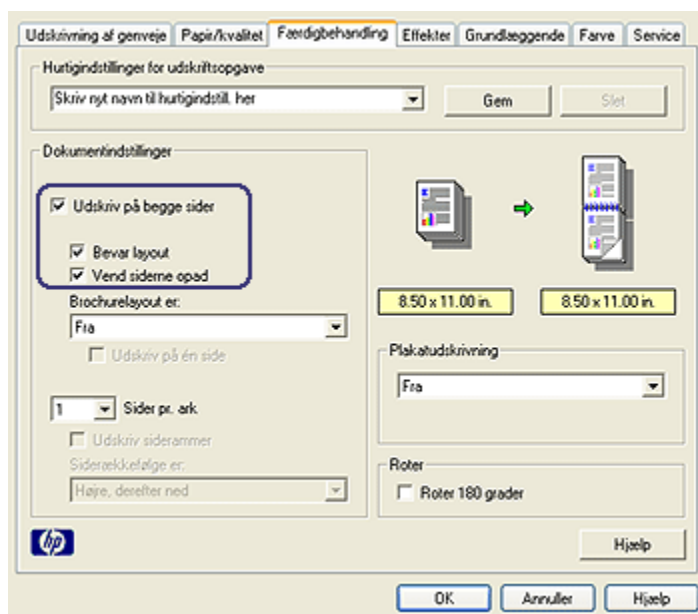 Udskrivning af genveje Papir/kvalitet Færdigbehandling Effekter Grundlæggende Farve Service
Hurtigindstillinger for udskriftsopgave
Skriv nyt navn til hurtigindstill. her
Gem
Slet
Dokumentindstillinger
Udskriv på begge sider
Bevar layout
Vend siderne opad
Brochurelayout er:
Fra
Udskriv på én side
1 Sider pr. ark
Udskriv siderammer
Siderækkefølge er:
Højre, derefter ned
8.50 x 11.00 in.
8.50 x 11.00 in.
Plakatudskrivning
Fra
Roter
Roter 180 grader
hp
Hjælp
OK
Annuller
Hjælp